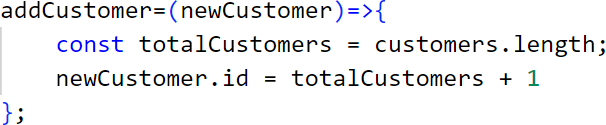 addCustomer=(newCustomer)=>{
    const totalCustomers = customers.length;
    newCustomer.id = totalCustomers + 1
};